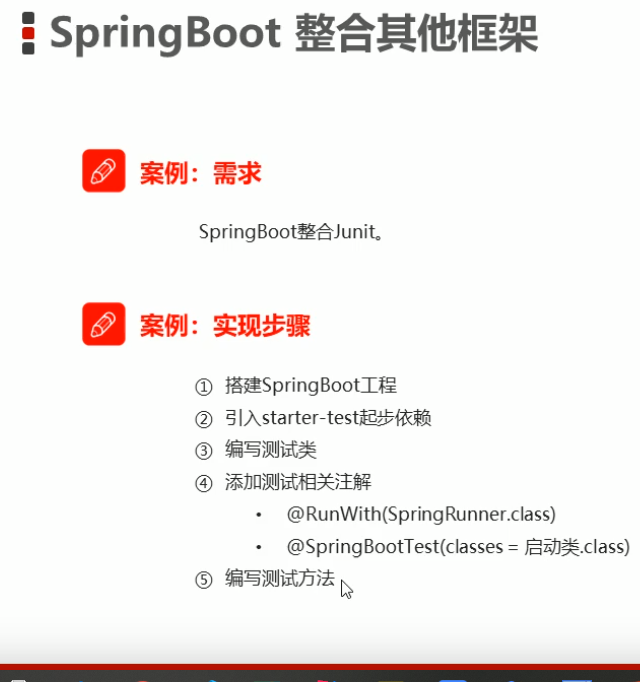 SpringBoot 整合其他框架
案例：需求
SpringBoot整合Junit。
案例：实现步骤
① 搭建SpringBoot工程
② 引入starter-test起步依赖
③ 编写测试类
④ 添加测试相关注解
• @RunWith(SpringRunner.class)
• @SpringBootTest(classes = 启动类.class)
⑤ 编写测试方法